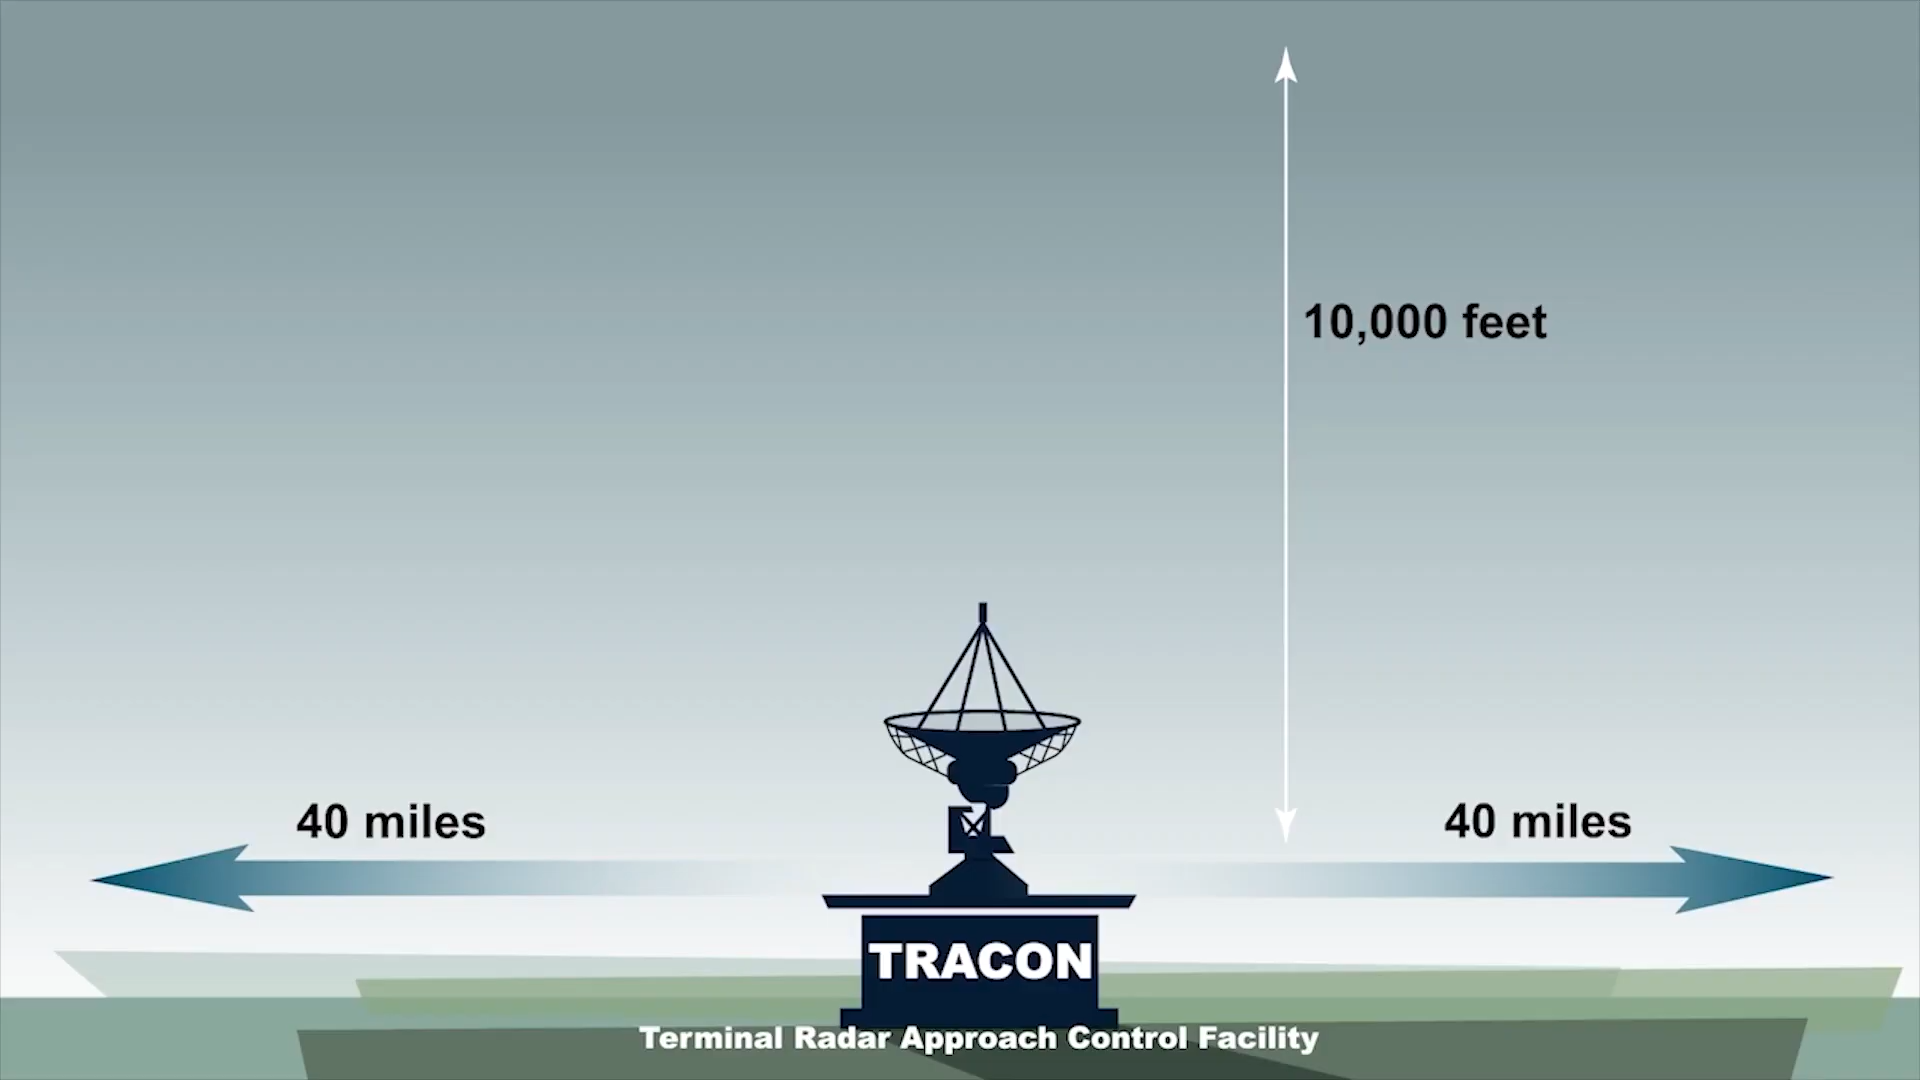 10,000 feet
40 miles
40 miles
TRACON
Terminal Radar Approach Control Facility